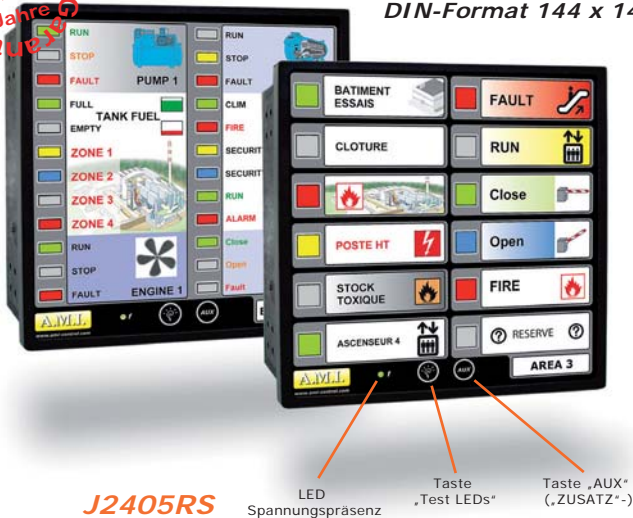 Jahre G
Garan
DIN-Format 144 x 14
RUN
STOP
FAULT
PUMP 1
FULL
TANK FUEL
EMPTY
ZONE 1
ZONE 2
ZONE 3
ZONE 4
RUN
STOP
FAULT
ENGINE 1
A.M.I.
RUN
STOP
FAULT
CLIM
FIRE
SECURIT
SECURIT
RUN
ALARM
Close
Open
Fault
AUX
BATIMENT
ESSAIS
FAULT
CLOTURE
RUN
Close
POSTE HT
Open
STOCK
TOXIQUE
FIRE
ASCENSEUR 4
? RESERVE ?
A.M.I.
AUX
AREA 3
J2405RS
LED
Spannungspräsenz
Taste
„Test LEDs“
Taste „AUX“
(„ZUSATZ“-)